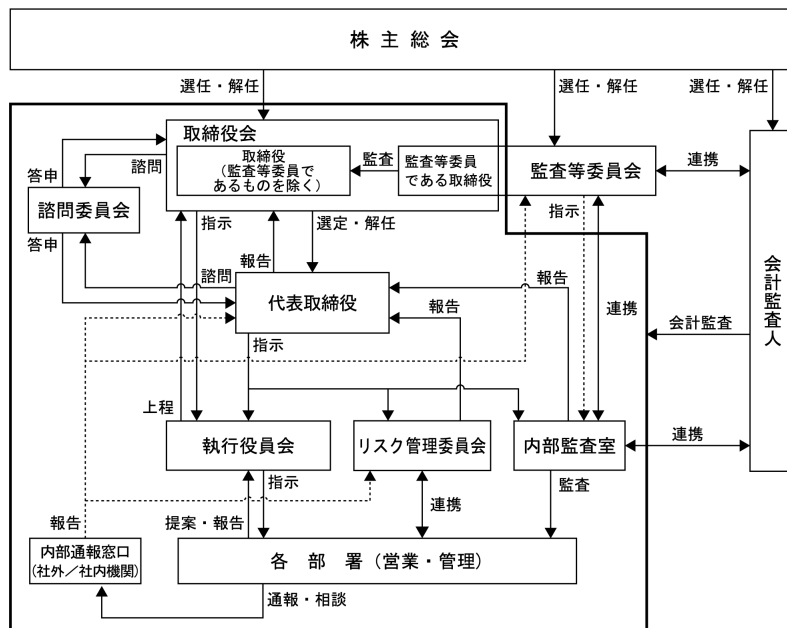 株主総会
選任・解任
選任・解任
選任・解任
取締役会
取締役
(監査等委員で
あるものを除く)
監査
監査等委員
である取締役
監査等委員会
連携
答申
諮問
諮問委員会
答申
指示
選定・解任
指示
報告
諮問
代表取締役
報告
報告
連携
会計監査
会計監査人
指示
上程
執行役員会
リスク管理委員会
内部監査室
連携
指示
監査
報告
提案・報告
連携
内部通報窓口
(社外/社内機関)
各部署(営業・管理)
通報・相談